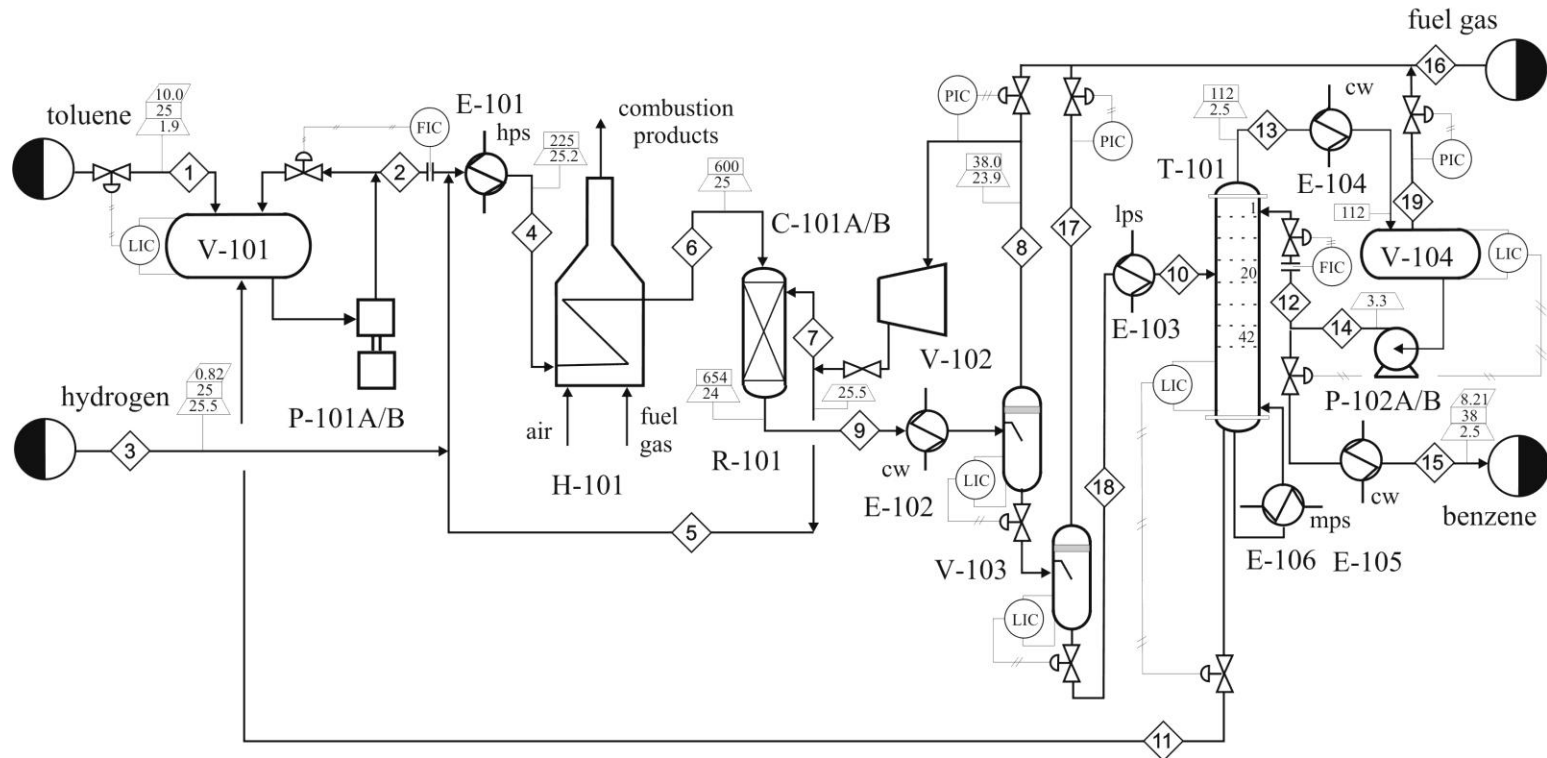 fuel gas
16
toluene
10.0
25
1.9
1
LIC
V-101
FIC
2
E-101
hps
225
25.2
4
combustion
products
600
25
6
C-101A/B
PIC
38.0
23.9
8
17
PIC
112
2.5
13
cw
E-104
T-101
PIC
112
19
V-104
LIC
lps
10
E-103
1
20
42
FIC
12
14
3.3
P-102A/B
hydrogen
0.82
25
25.5
3
P-101A/B
air
fuel
gas
H-101
7
654
24
R-101
25.5
V-102
9
cw
E-102
LIC
5
V-103
LIC
18
LIC
8.21
38
2.5
15
cw
benzene
mps
E-106
E-105
11